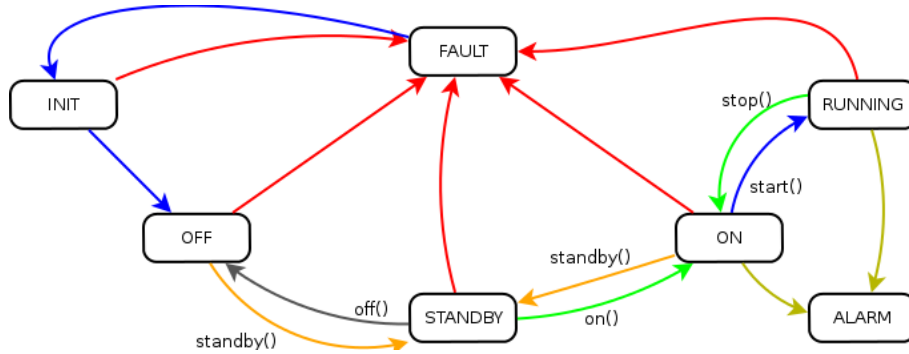 FAULT
INIT
stop()
RUNNING
start()
OFF
ON
standby()
off()
STANDBY
on()
ALARM
standby()